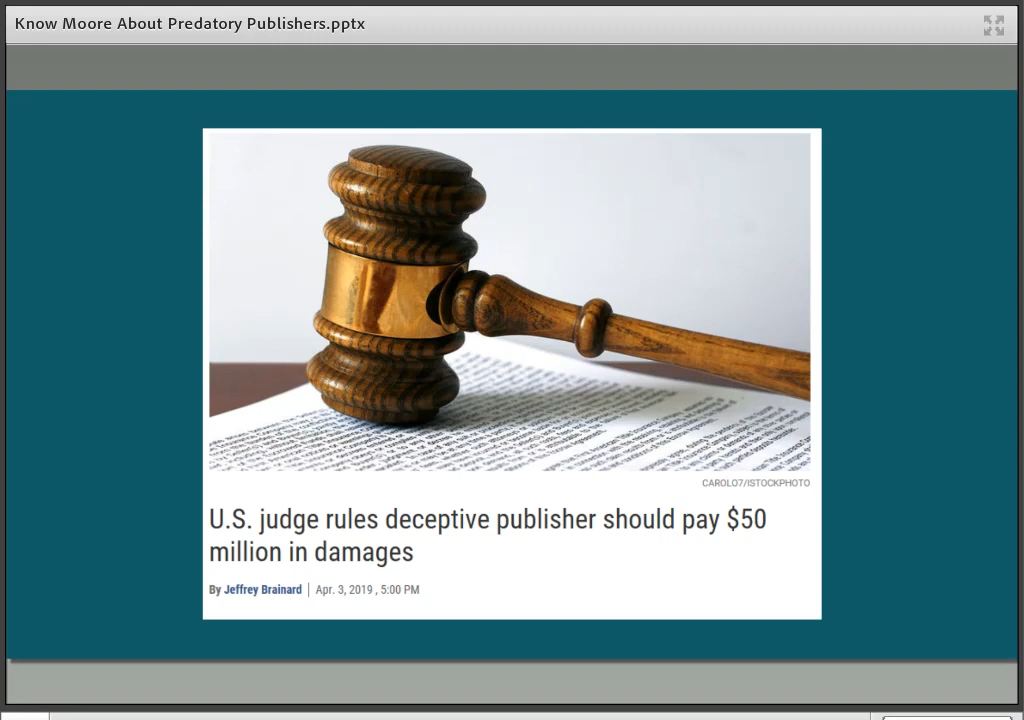 Know Moore About Predatory Publishers.pptx
CAROLO7/ISTOCKPHOTO
U.S. judge rules deceptive publisher should pay $50
million in damages
By Jeffrey Brainard | Apr. 3, 2019 , 5:00 PM